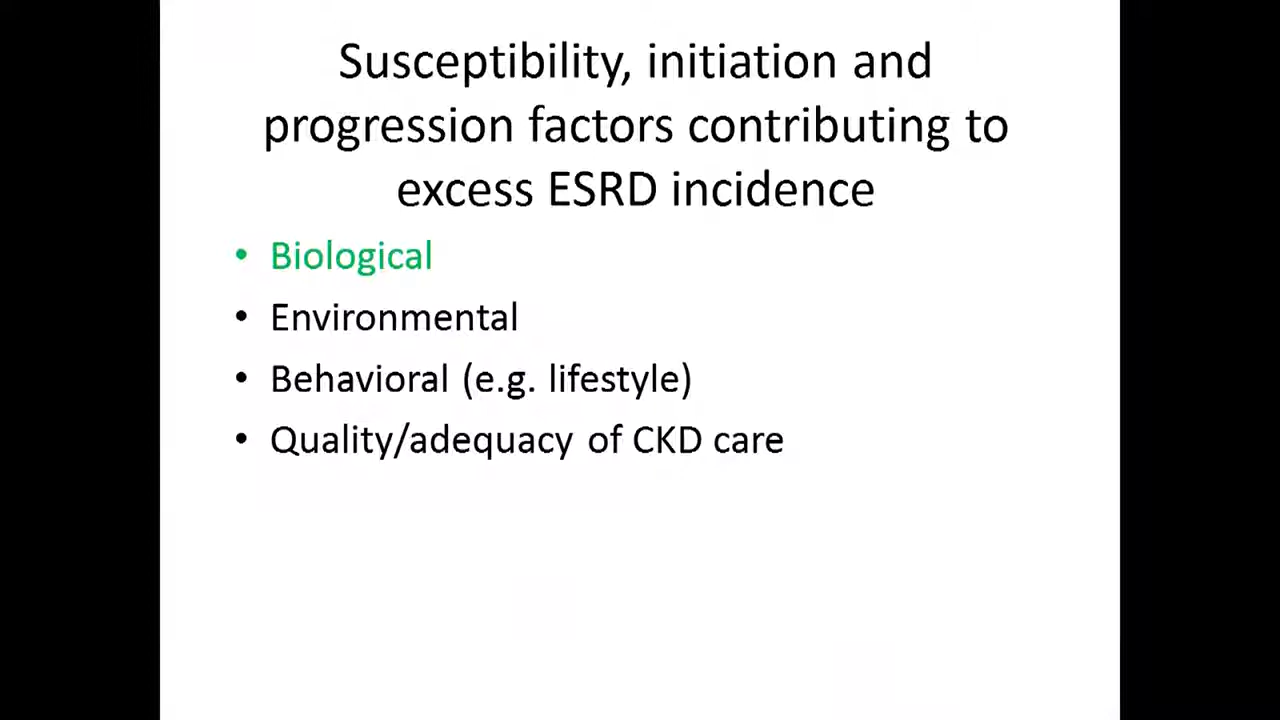 Susceptibility, initiation and
progression factors contributing to
excess ESRD incidence
• Biological
• Environmental
• Behavioral (e.g. lifestyle)
• Quality/adequacy of CKD care